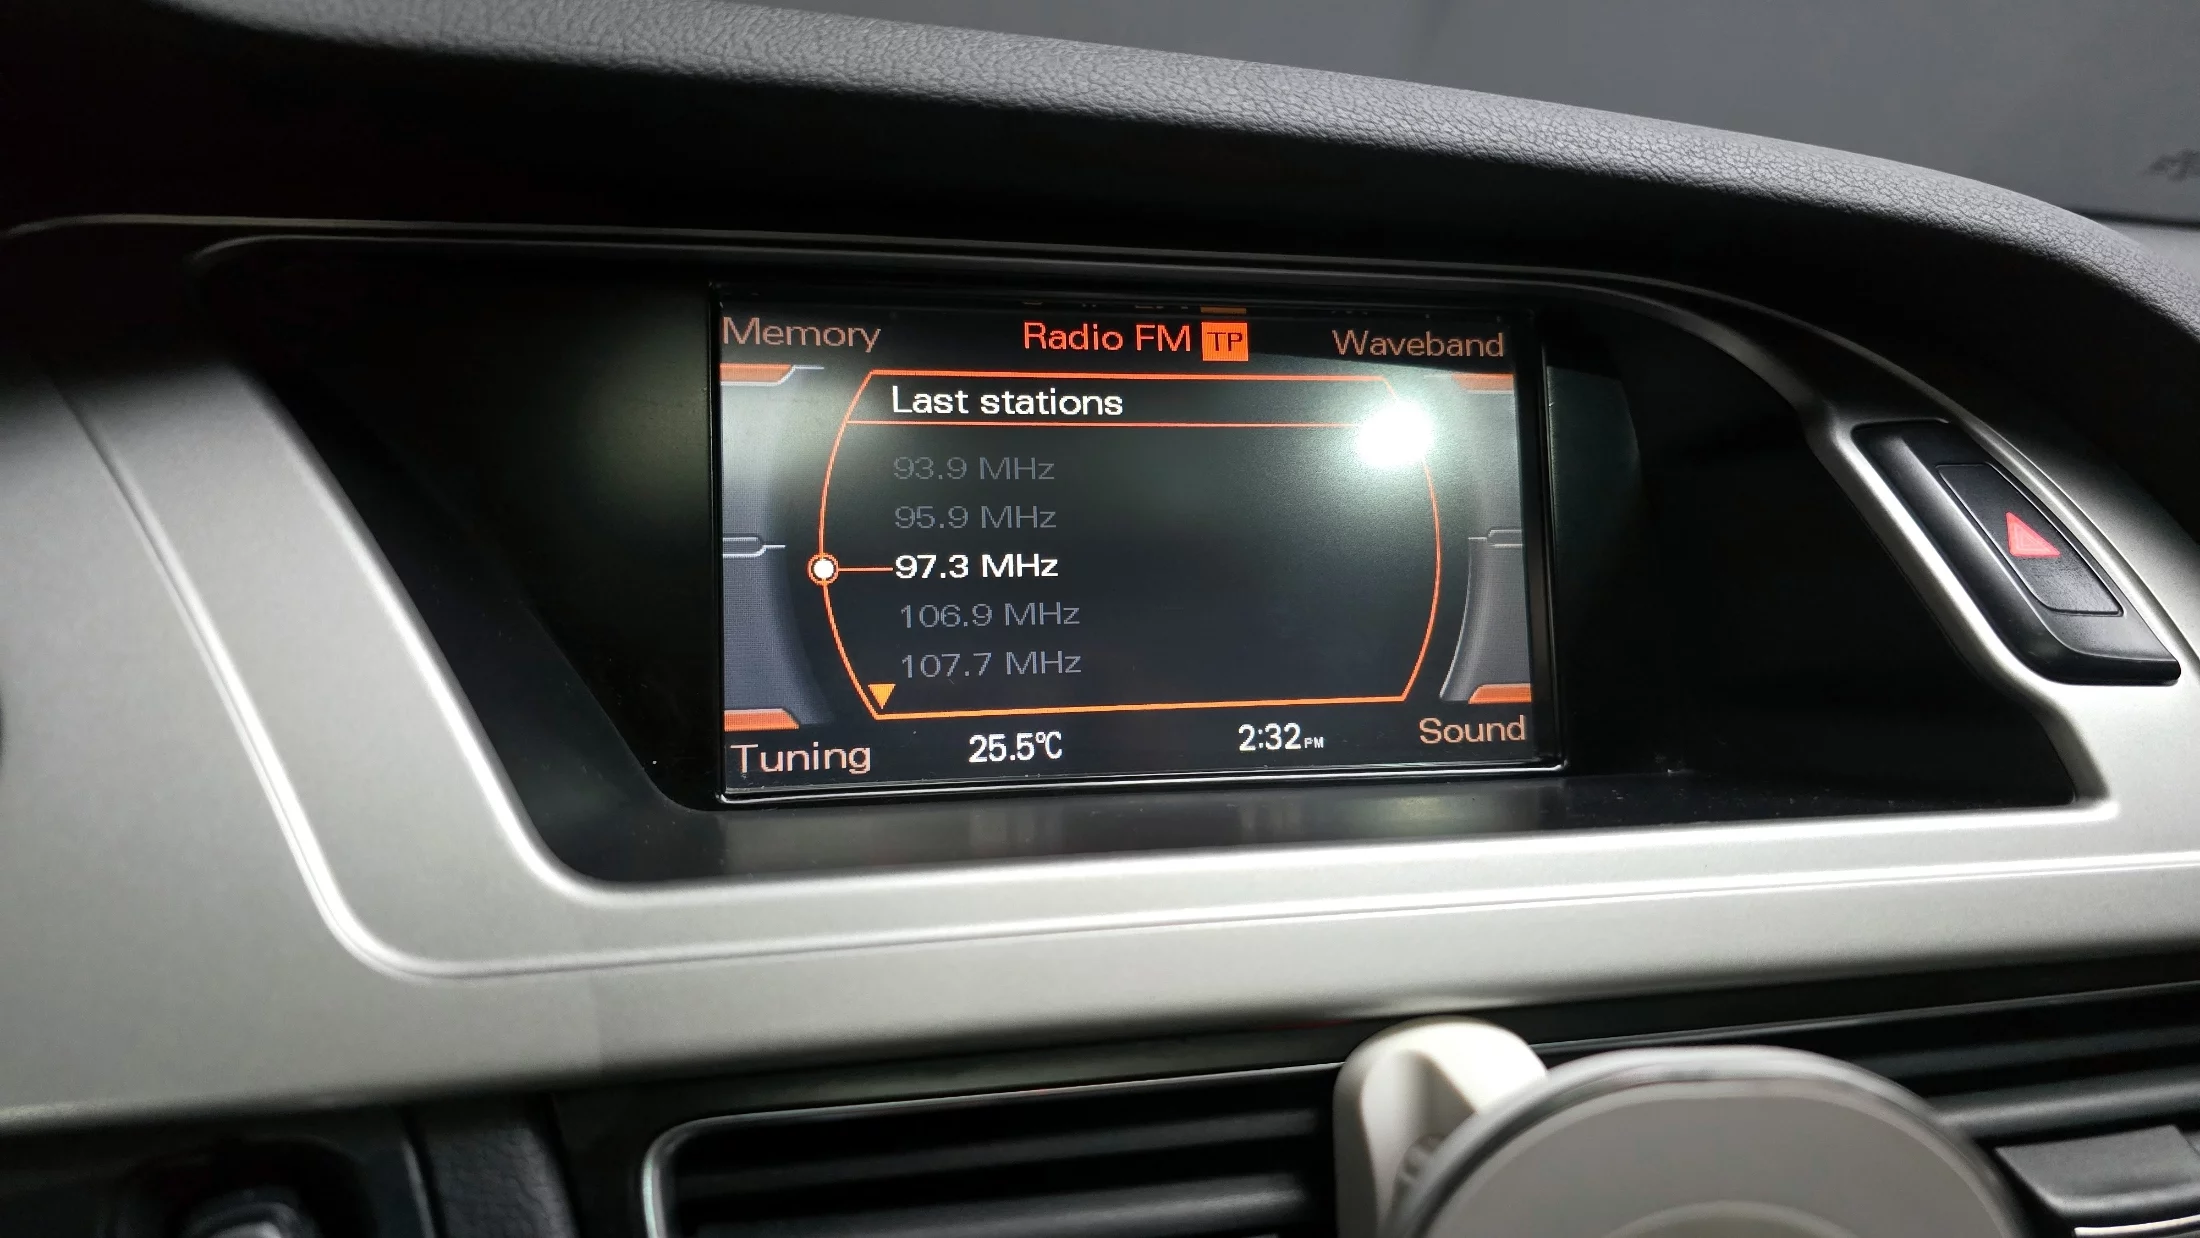 Memory
Radio FM TP
Waveband
Last stations
93.9 MHz
95.9 MHz
97.3 MHz
106.9 MHz
107.7 MHz
Tuning
25.5℃
2:32PM
Sound